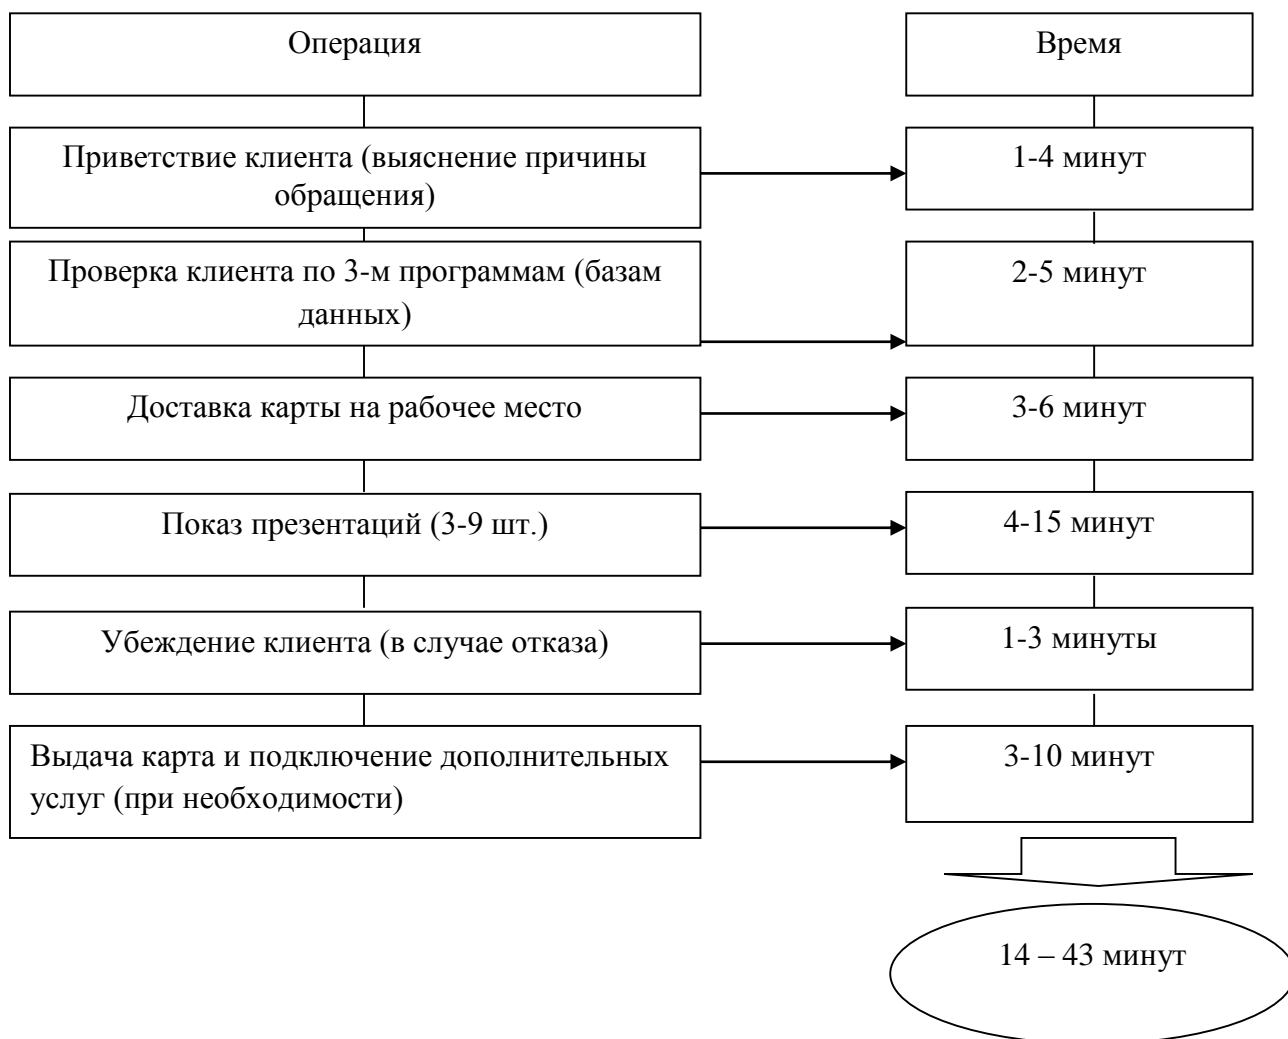 Операция
Время
Приветствие клиента (выяснение причины
обращения)
1-4 минут
Проверка клиента по 3-м программам (базам
данных)
2-5 минут
Доставка карты на рабочее место
3-6 минут
Показ презентаций (3-9 шт.)
4-15 минут
Убеждение клиента (в случае отказа)
1-3 минуты
Выдача карта и подключение дополнительных
услуг (при необходимости)
3-10 минут
14 – 43 минут